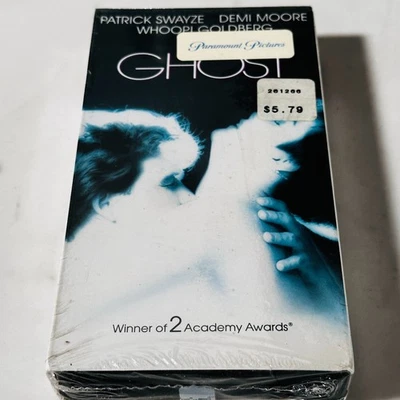 PATRICK SWAYZE DEMI MOORE
WHOOPI GOLDBERG
Paramount Pictures
GHOST
261266
$5.79
Winner of 2 Academy Awards®